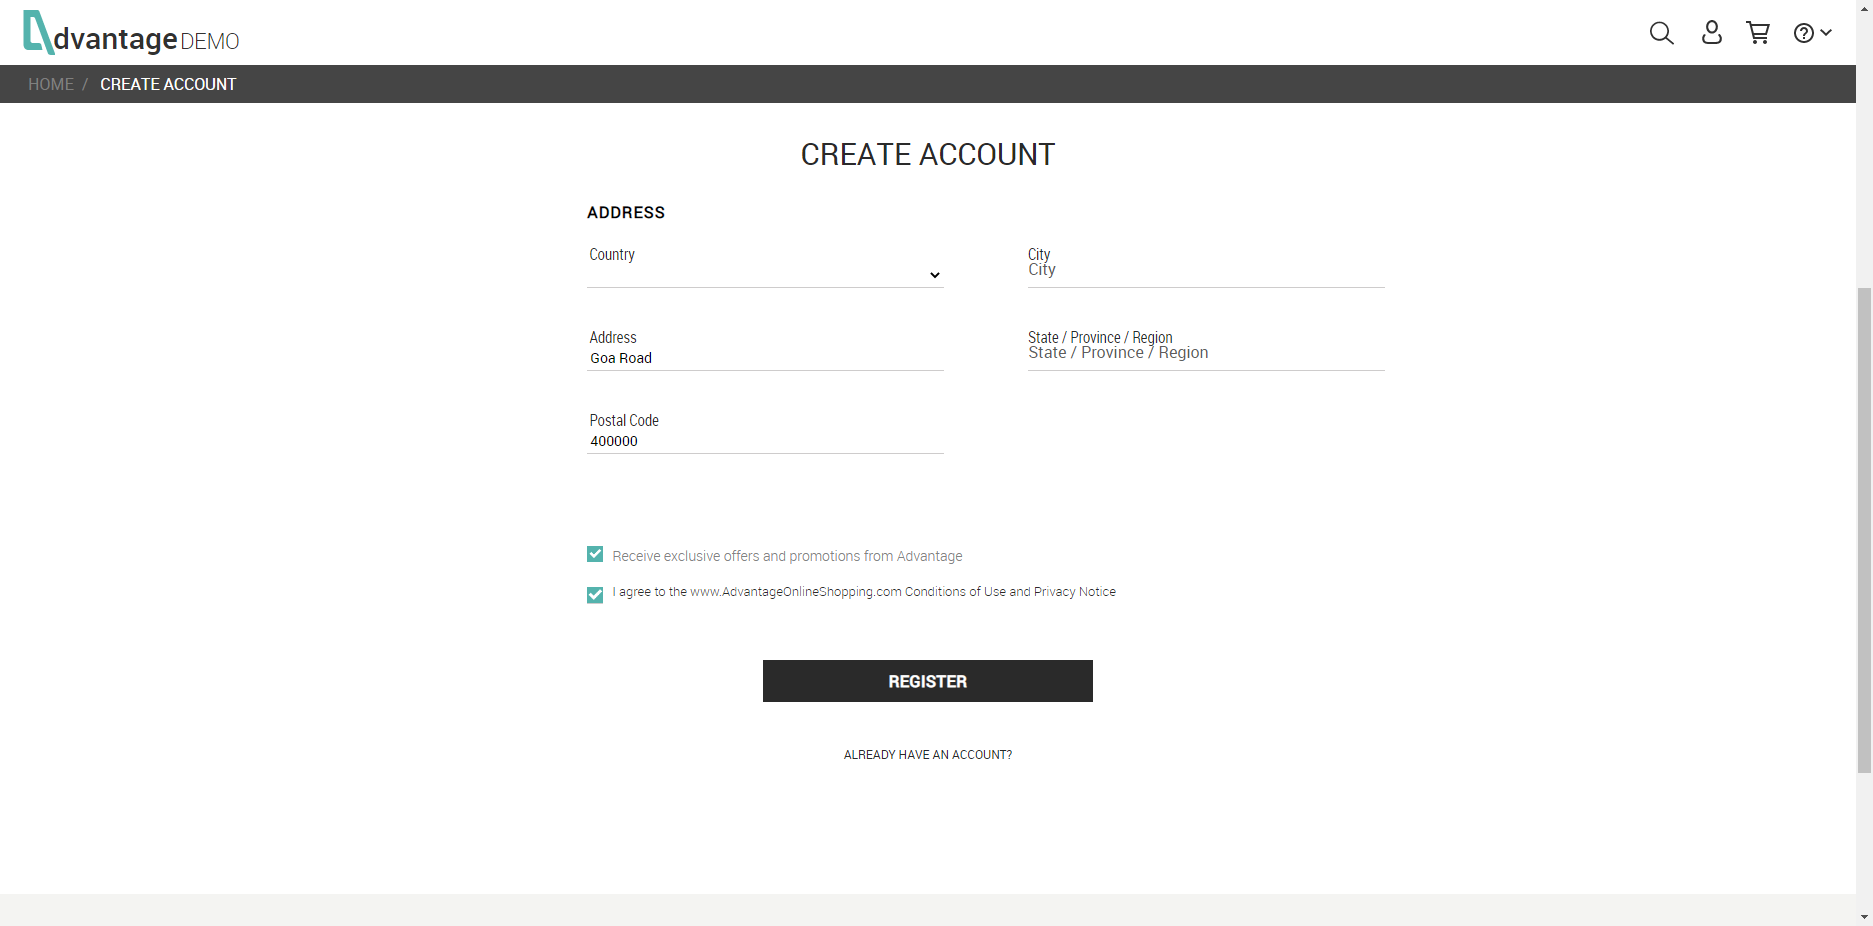 dvantage DEMO
HOME / CREATE ACCOUNT
CREATE ACCOUNT
ADDRESS
Country
City
City
Address
Goa Road
State / Province / Region
State / Province / Region
Postal Code
400000
Receive exclusive offers and promotions from Advantage
I agree to the www.AdvantageOnlineShopping.com Conditions of Use and Privacy Notice
REGISTER
ALREADY HAVE AN ACCOUNT?